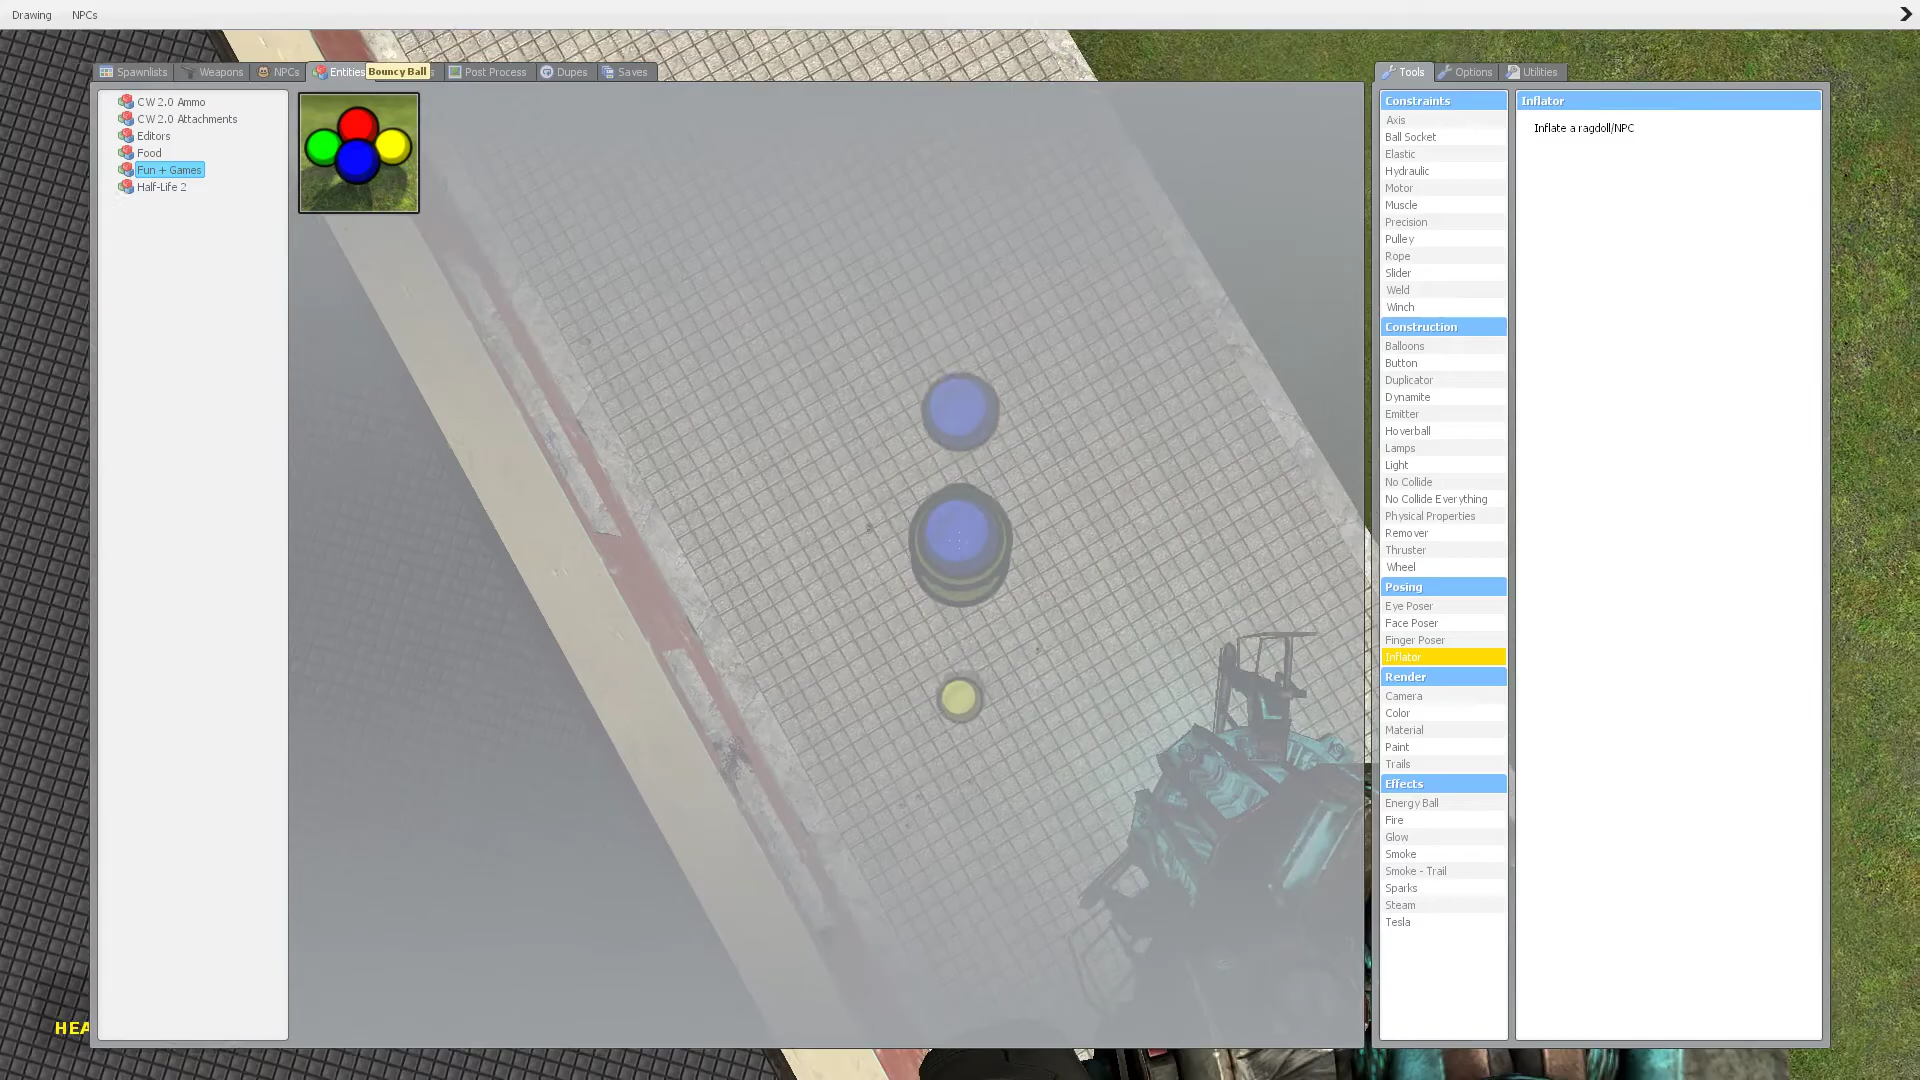 Drawing NPCs
Spawnlists Weapons NPCs Entities Bouncy Ball Post Process Dupes Saves
CW 2.0 Ammo
CW 2.0 Attachments
Editors
Food
Fun + Games
Half-Life 2
HEA
Tools Options Utilities
Constraints
Axis
Ball Socket
Elastic
Hydraulic
Motor
Muscle
Precision
Pulley
Rope
Slider
Weld
Winch
Construction
Balloons
Button
Duplicator
Dynamite
Emitter
Hoverball
Lamps
Light
No Collide
No Collide Everything
Physical Properties
Remover
Thruster
Wheel
Posing
Eye Poser
Face Poser
Finger Poser
Inflator
Render
Camera
Color
Material
Paint
Trails
Effects
Energy Ball
Fire
Glow
Smoke
Smoke - Trail
Sparks
Steam
Tesla
Inflator
Inflate a ragdoll/NPC